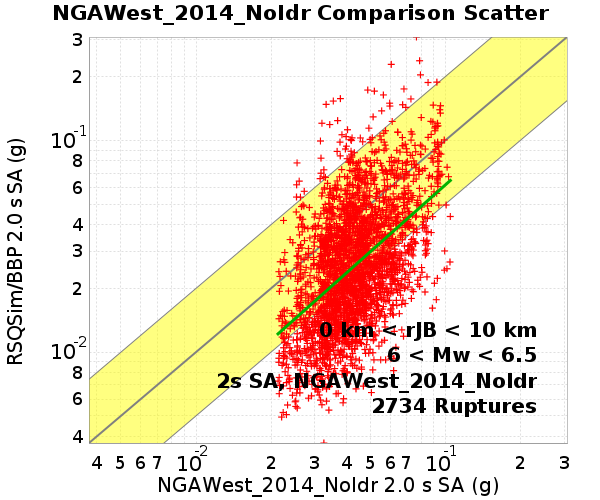 NGAWest_2014_NoIdr Comparison Scatter
RSQSim/BBP 2.0 s SA (g)
3
2
10-1
8
6
4
3
2
10-2
8
6
4
0 km < rJB < 10 km
6 < Mw < 6.5
2s SA, NGAWest_2014_NoIdr
2734 Ruptures
4 5 6 7 10-2 2 3 4 5 6 7 10-1 2 3
NGAWest_2014_NoIdr 2.0 s SA (g)